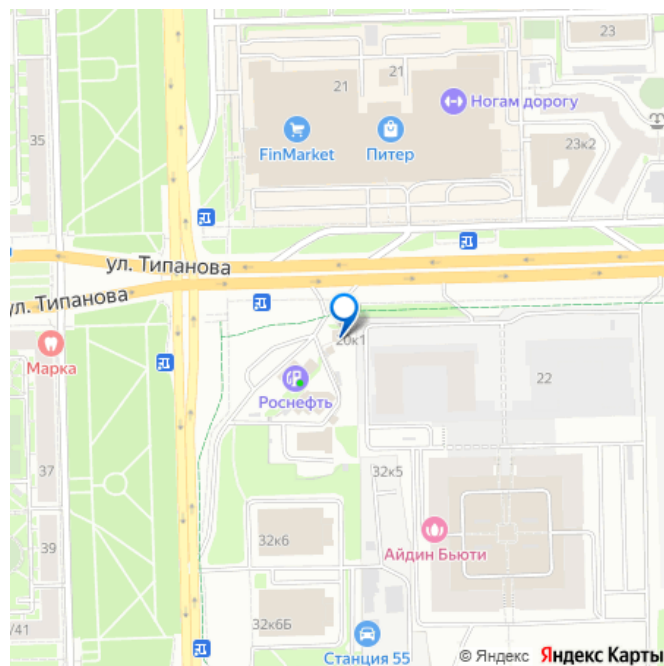 23
21
21
Ногам дорогу
35
FinMarket
Питер
23к2
ул. Типанова
ул. Типанова
20к1
Марка
Роснефть
22
37
32к5
32к6
39
Айдин Бьюти
32к6Б
/41
Станция 55
© Яндекс Яндекс Карты